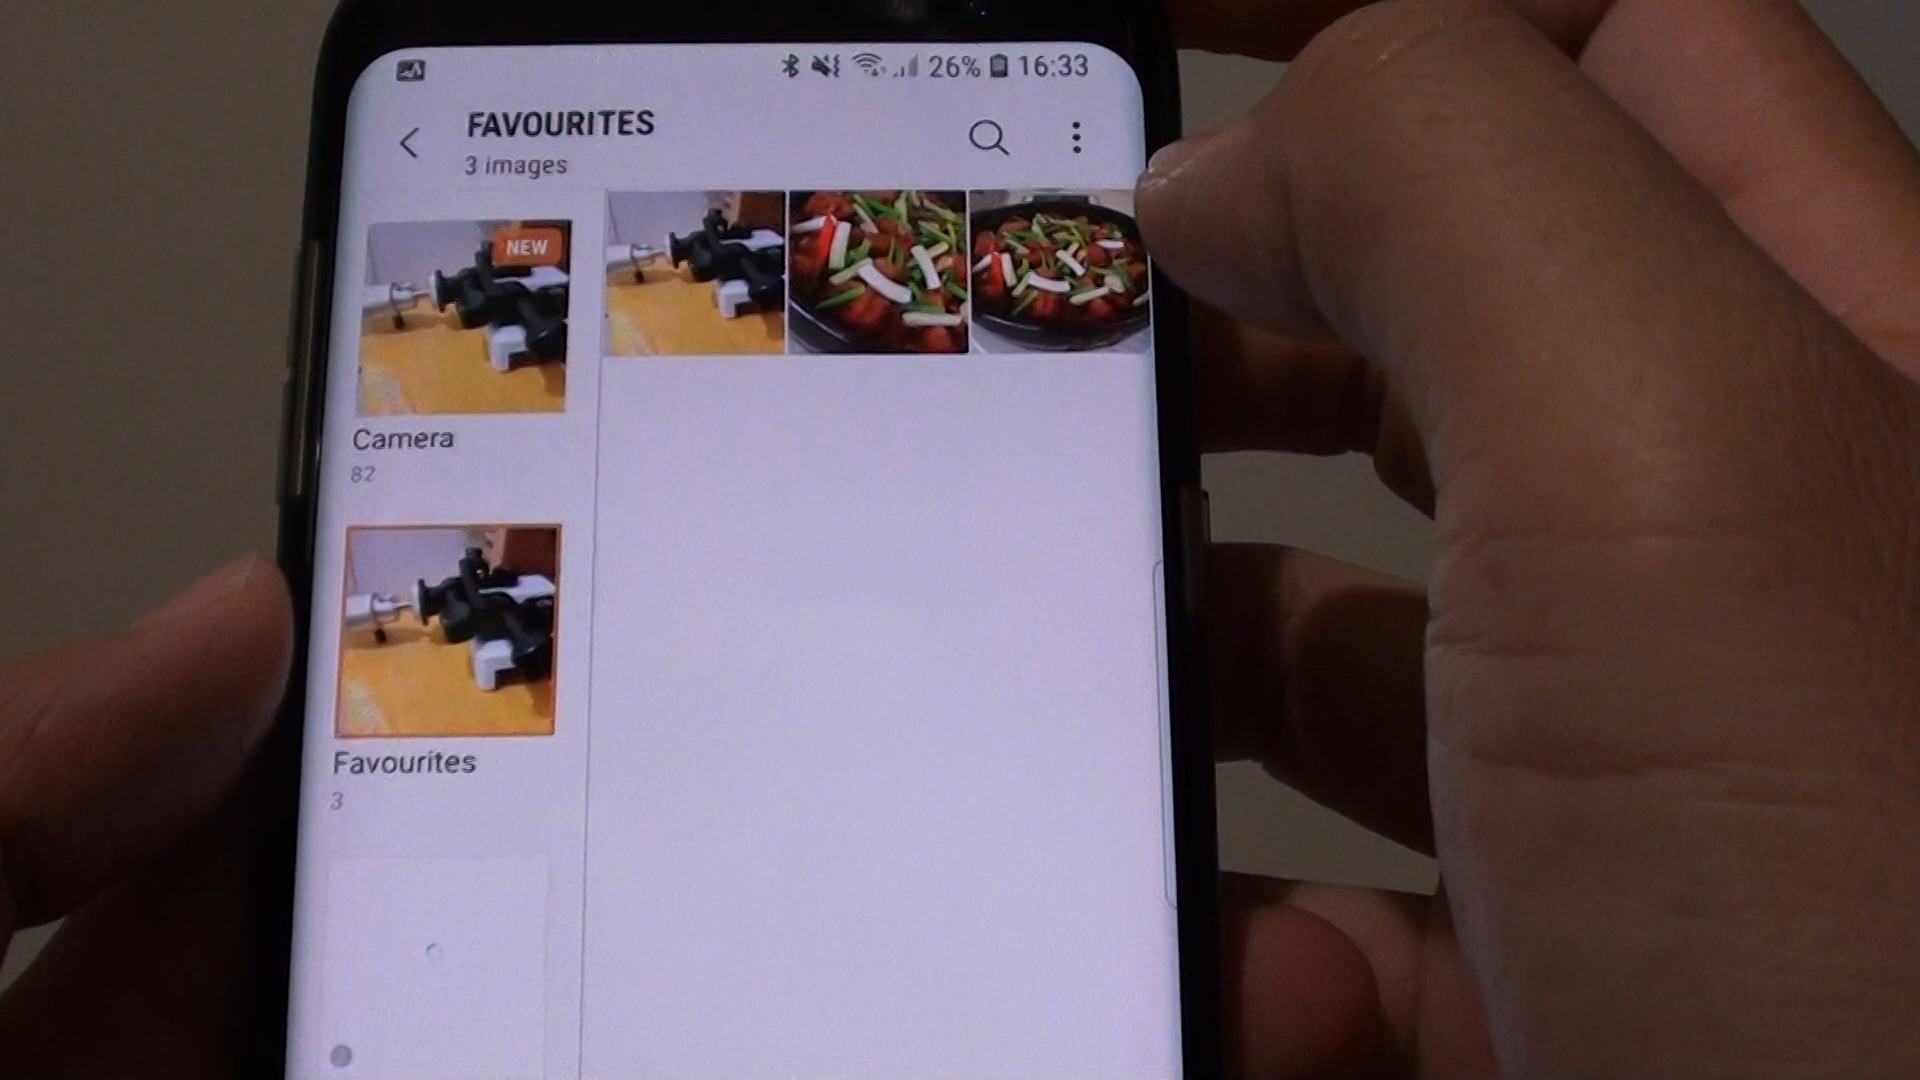 26% 16:33
FAVOURITES
3 images
NEW
Camera
82
Favourites
3